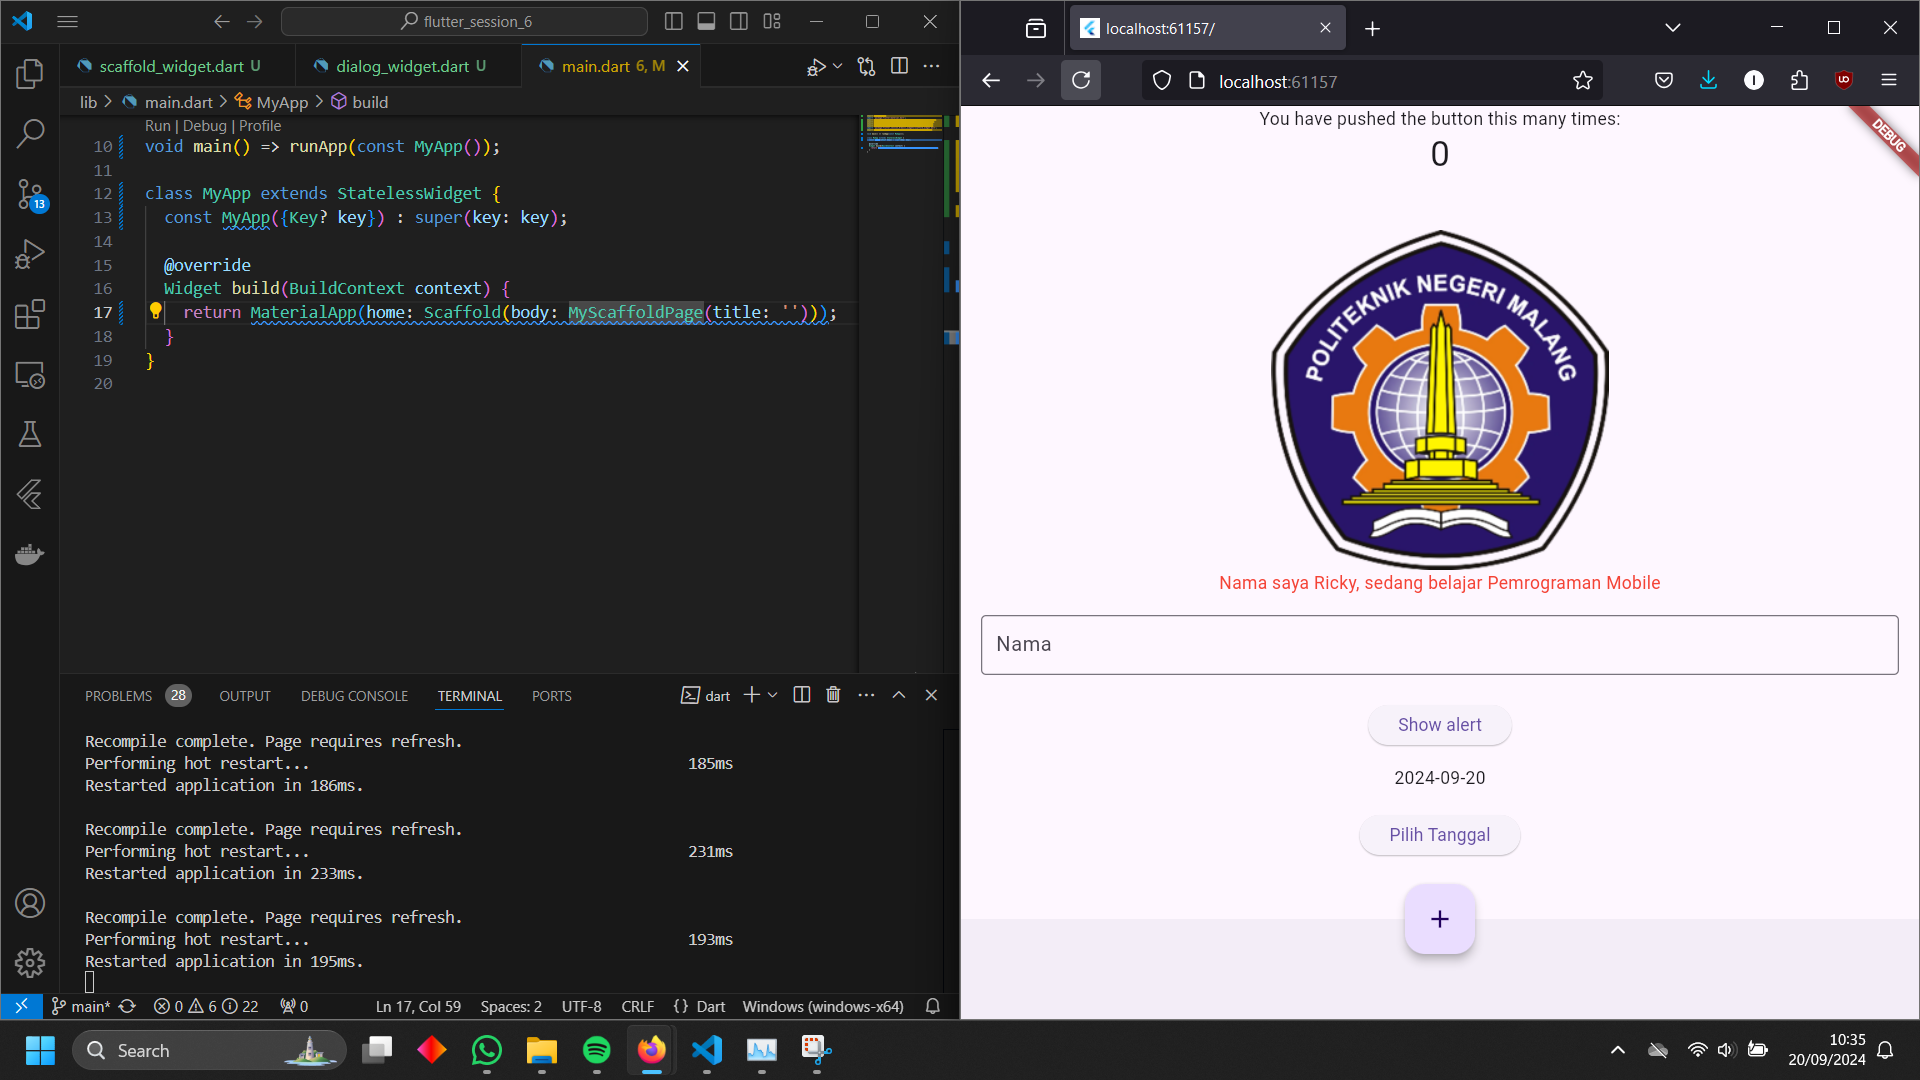 flutter_session_6
scaffold_widget.dart U
dialog_widget.dart U
main.dart 6, M
lib > main.dart > MyApp > build
Run | Debug | Profile
10 void main() => runApp(const MyApp());
11
12 class MyApp extends StatelessWidget {
13 const MyApp({Key? key}) : super(key: key);
14
15 @override
16 Widget build(BuildContext context) {
17 return MaterialApp(home: Scaffold(body: MyScaffoldPage(title: '')));
18 }
19 }
20
13
PROBLEMS 28 OUTPUT DEBUG CONSOLE TERMINAL PORTS dart
Recompile complete. Page requires refresh.
Performing hot restart... 185ms
Restarted application in 186ms.
Recompile complete. Page requires refresh.
Performing hot restart... 231ms
Restarted application in 233ms.
Recompile complete. Page requires refresh.
Performing hot restart... 193ms
Restarted application in 195ms.
main* 0 6 22 0 Ln 17, Col 59 Spaces: 2 UTF-8 CRLF {} Dart Windows (windows-x64)
localhost:61157/
localhost:61157
DEBUG
You have pushed the button this many times:
0
POLITEKNIK NEGERI MALANG
Nama saya Ricky, sedang belajar Pemrograman Mobile
Nama
Show alert
2024-09-20
Pilih Tanggal
+
Search
10:35
20/09/2024